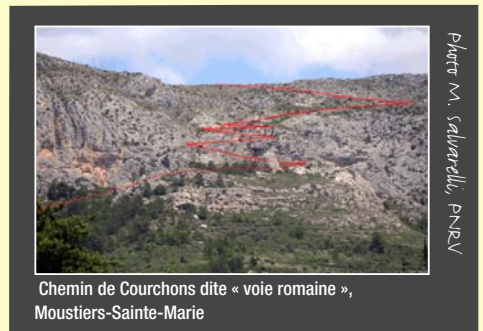 Photo M. Salvarelli, PNRV
Chemin de Courchons dite « voie romaine »,
Moustiers-Sainte-Marie